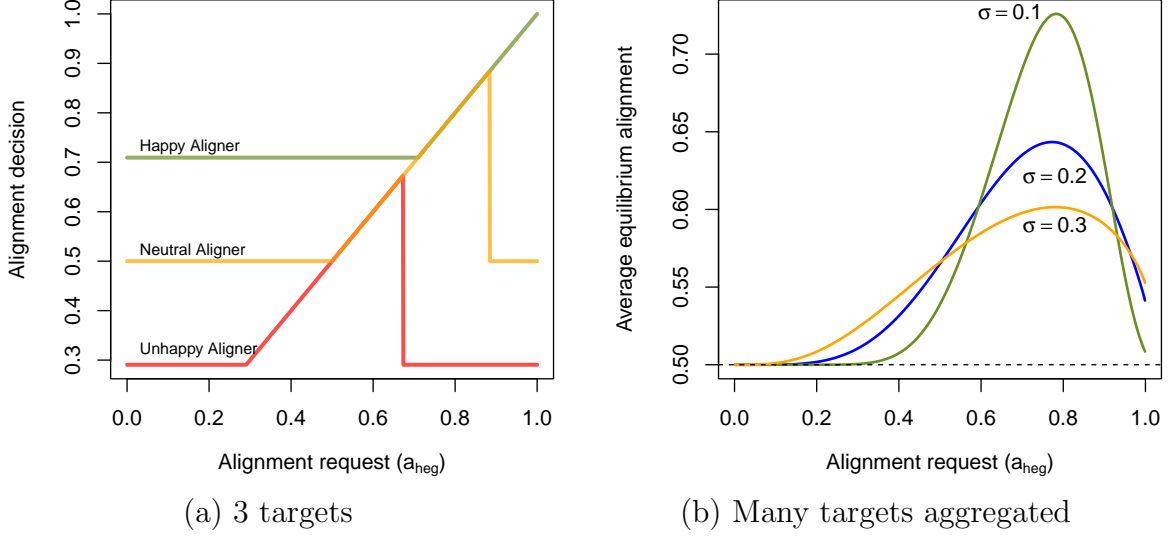 Alignment decision
1.0
0.9
0.8
0.7
0.6
0.5
0.4
0.3
Happy Aligner
Neutral Aligner
Unhappy Aligner
0.0 0.2 0.4 0.6 0.8 1.0
Alignment request (aheg)
(a) 3 targets
Average equilibrium alignment
0.70
0.65
0.60
0.55
0.50
σ = 0.1
σ = 0.2
σ = 0.3
0.0 0.2 0.4 0.6 0.8 1.0
Alignment request (aheg)
(b) Many targets aggregated